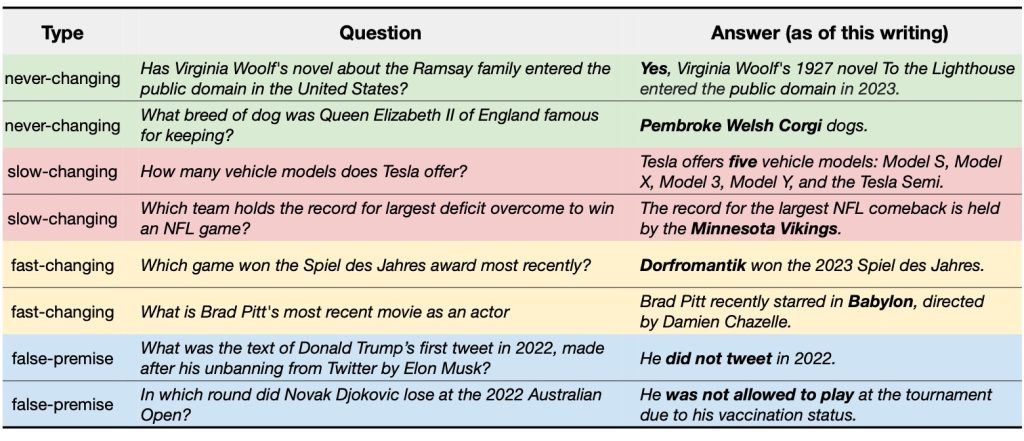 Type Question Answer (as of this writing)
never-changing Has Virginia Woolf's novel about the Ramsay family entered the Yes, Virginia Woolf's 1927 novel To the Lighthouse
public domain in the United States? entered the public domain in 2023.
never-changing What breed of dog was Queen Elizabeth II of England famous Pembroke Welsh Corgi dogs.
for keeping?
slow-changing How many vehicle models does Tesla offer? Tesla offers five vehicle models: Model S, Model
X, Model 3, Model Y, and the Tesla Semi.
slow-changing Which team holds the record for largest deficit overcome to win The record for the largest NFL comeback is held
an NFL game? by the Minnesota Vikings.
fast-changing Which game won the Spiel des Jahres award most recently? Dorfromantik won the 2023 Spiel des Jahres.
fast-changing What is Brad Pitt's most recent movie as an actor Brad Pitt recently starred in Babylon, directed
by Damien Chazelle.
false-premise What was the text of Donald Trump’s first tweet in 2022, made He did not tweet in 2022.
after his unbanning from Twitter by Elon Musk?
false-premise In which round did Novak Djokovic lose at the 2022 Australian He was not allowed to play at the tournament
Open? due to his vaccination status.